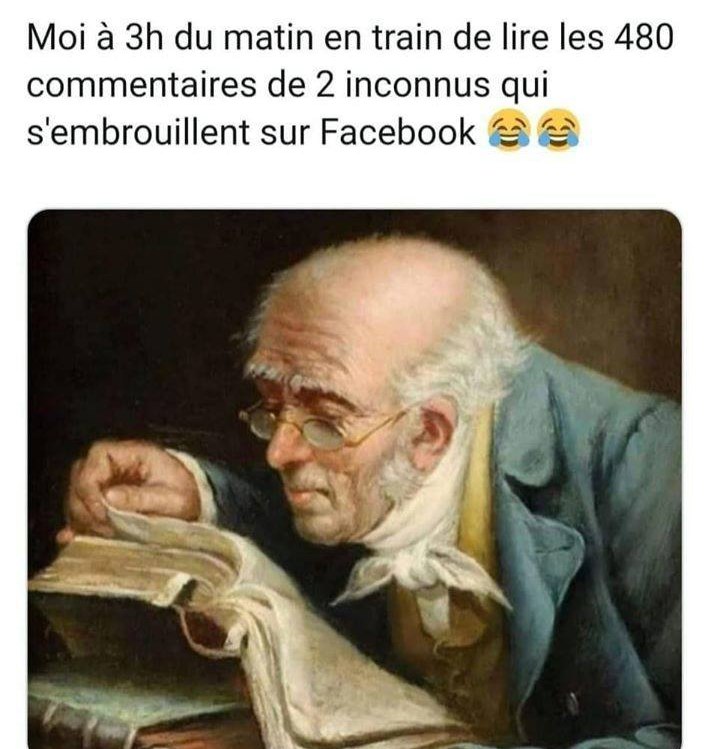 Moi à 3h du matin en train de lire les 480
commentaires de 2 inconnus qui
s'embrouillent sur Facebook 😂😂